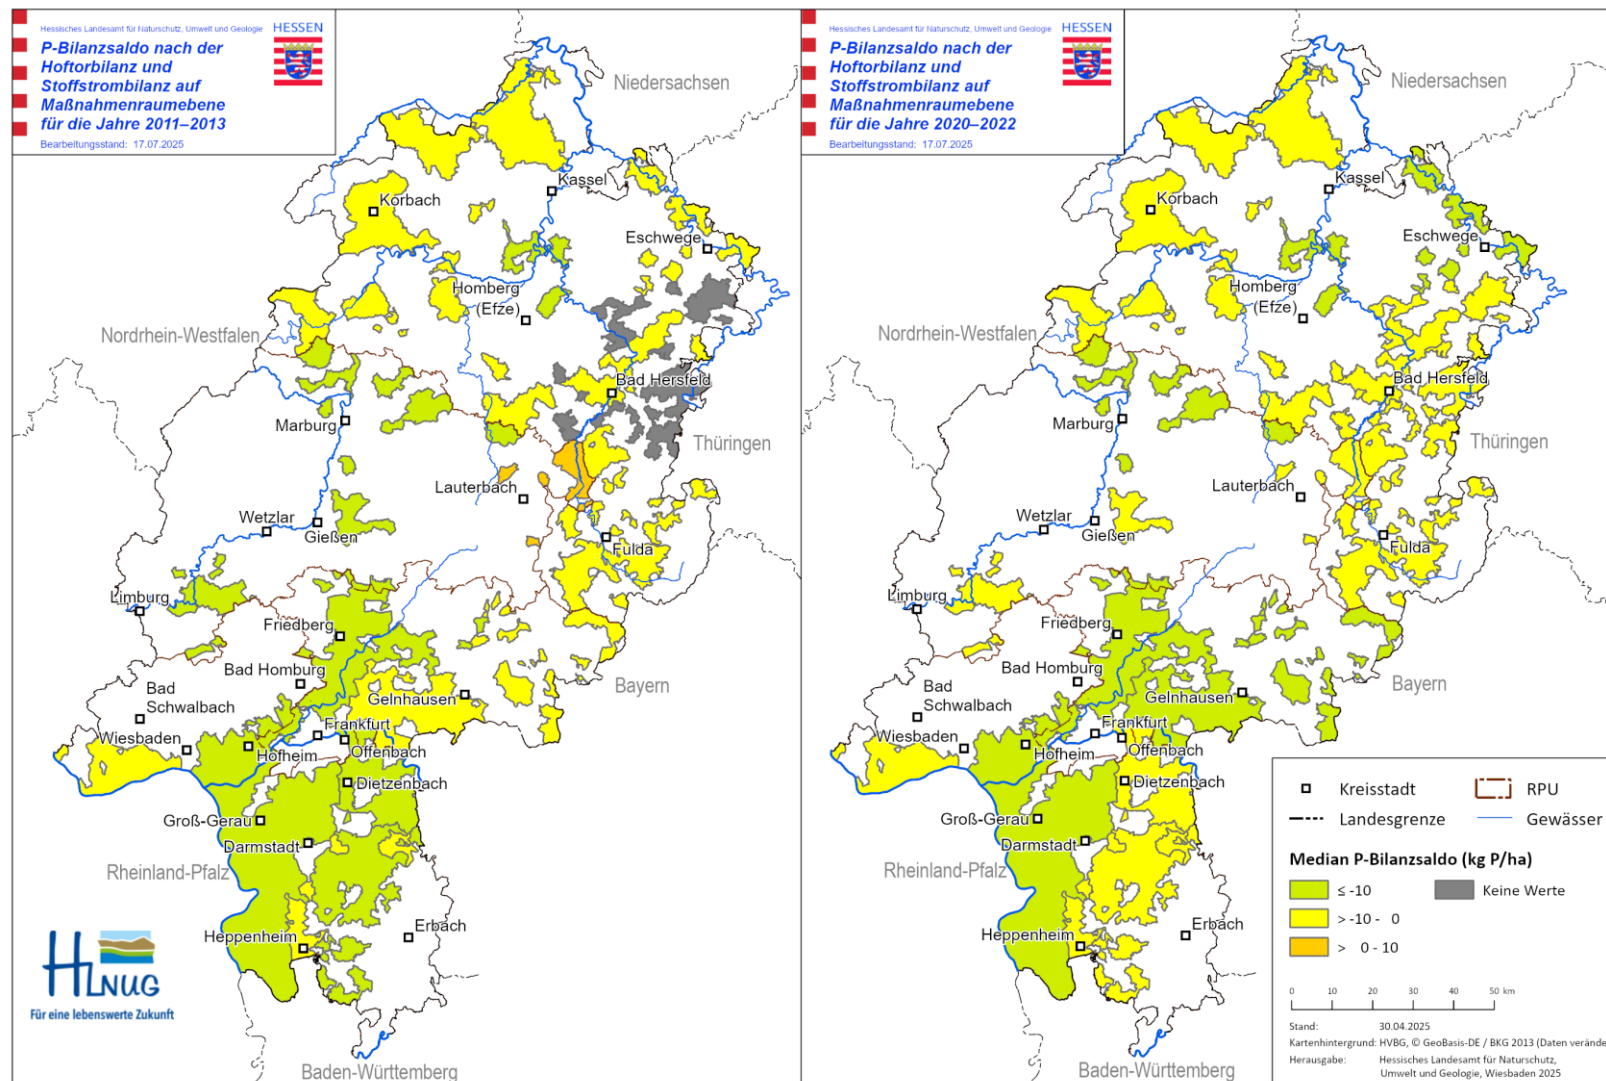 Hessisches Landesamt für Naturschutz, Umwelt und Geologie
HESSEN
P-Bilanzsaldo nach der
Hoftorbilanz und
Stoffstrombilanz auf
Maßnahmenraumebene
für die Jahre 2011–2013
Bearbeitungsstand: 17.07.2025
Niedersachsen
Kassel
Korbach
Eschwege
Homberg
(Efze)
Nordrhein-Westfalen
Bad Hersfeld
Marburg
Thüringen
Lauterbach
Wetzlar
Gießen
Fulda
Limburg
Friedberg
Bad Homburg
Bayern
Bad
Schwalbach
Gelnhausen
Frankfurt
Wiesbaden
Hofheim
Offenbach
Dietzenbach
Groß-Gerau
Darmstadt
Rheinland-Pfalz
Erbach
Heppenheim
HLNUG
Für eine lebenswerte Zukunft
Baden-Württemberg
Hessisches Landesamt für Naturschutz, Umwelt und Geologie
HESSEN
P-Bilanzsaldo nach der
Hoftorbilanz und
Stoffstrombilanz auf
Maßnahmenraumebene
für die Jahre 2020–2022
Bearbeitungsstand: 17.07.2025
Niedersachsen
Kassel
Korbach
Eschwege
Homberg
(Efze)
Nordrhein-Westfalen
Bad Hersfeld
Marburg
Thüringen
Lauterbach
Wetzlar
Gießen
Fulda
Limburg
Friedberg
Bad Homburg
Bayern
Bad
Schwalbach
Gelnhausen
Frankfurt
Wiesbaden
Hofheim
Offenbach
Dietzenbach
Groß-Gerau
Darmstadt
Rheinland-Pfalz
Erbach
Heppenheim
Baden-Württemberg
Kreisstadt
RPU
Landesgrenze
Gewässer
Median P-Bilanzsaldo (kg P/ha)
≤ -10
Keine Werte
> -10 - 0
> 0 - 10
0 10 20 30 40 50 km
Stand: 30.04.2025
Kartenhintergrund: HVBG, © GeoBasis-DE / BKG 2013 (Daten verände
Herausgabe: Hessisches Landesamt für Naturschutz,
Umwelt und Geologie, Wiesbaden 2025